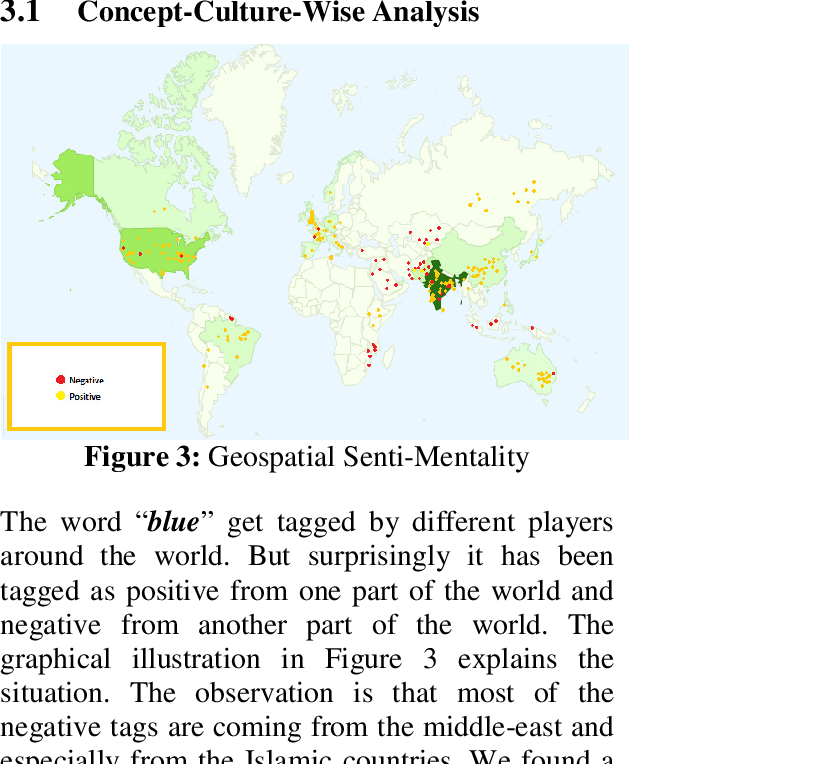 3.1 Concept-Culture-Wise Analysis
Negative
Positive
Figure 3: Geospatial Senti-Mentality
The word “blue” get tagged by different players
around the world. But surprisingly it has been
tagged as positive from one part of the world and
negative from another part of the world. The
graphical illustration in Figure 3 explains the
situation. The observation is that most of the
negative tags are coming from the middle-east and
especially from the Islamic countries. We found a